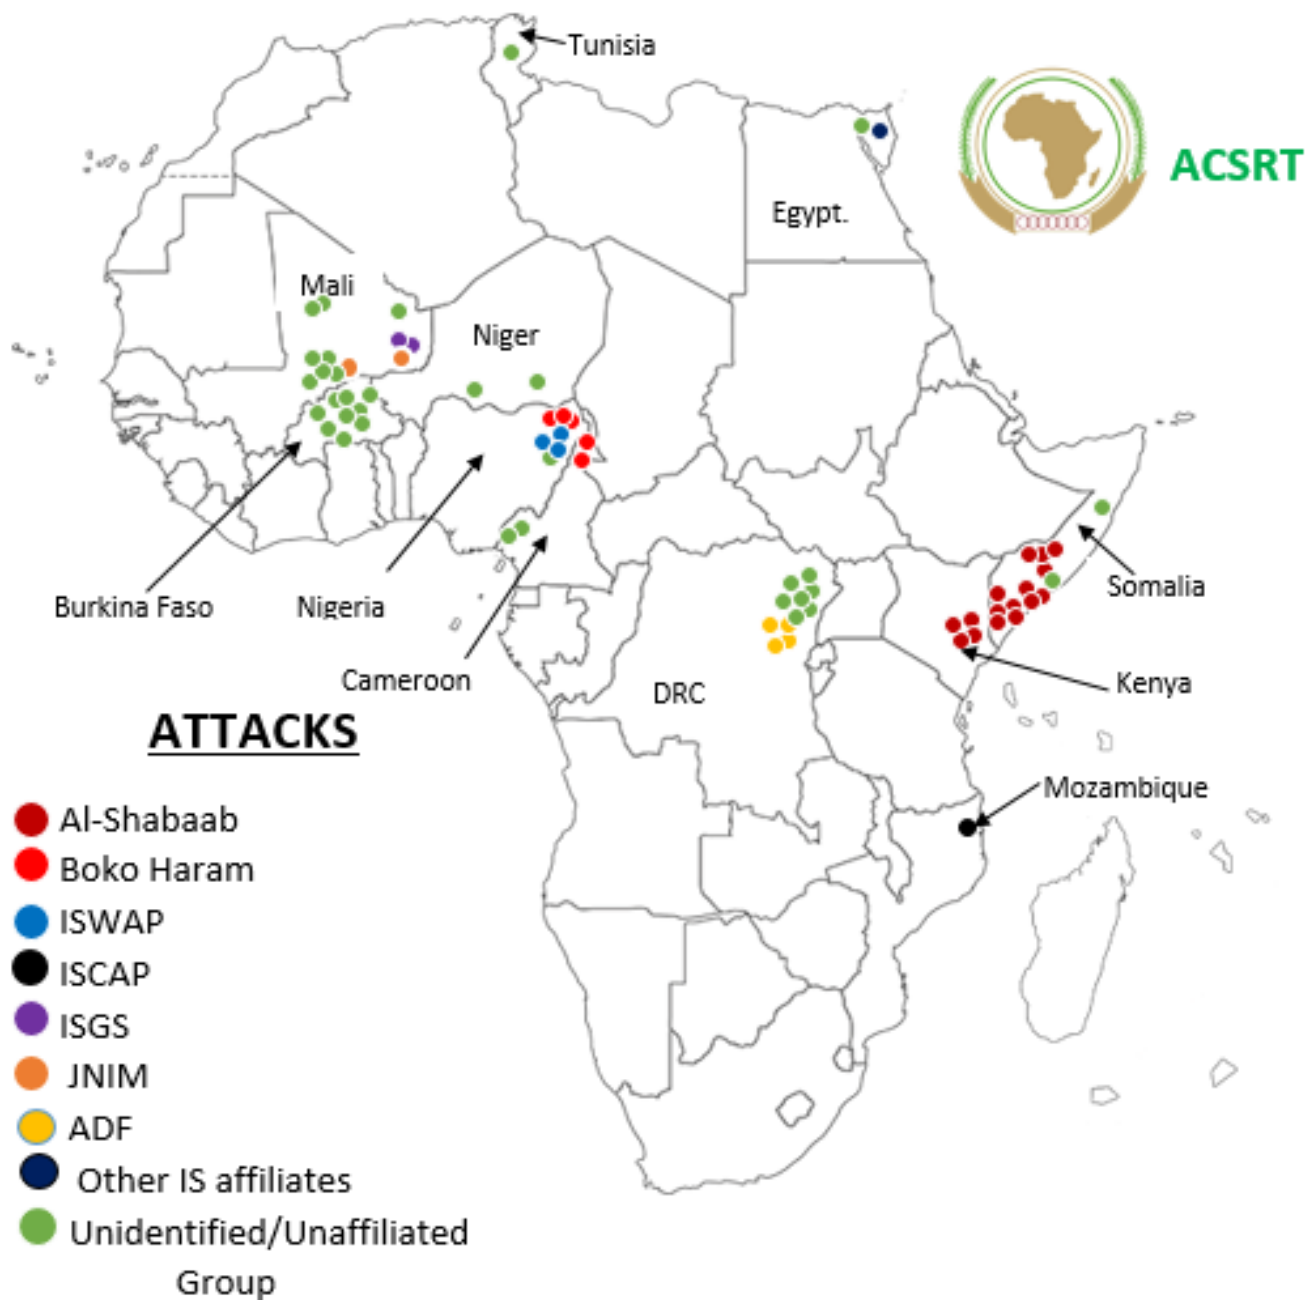 Tunisia
ACSRT
Egypt.
Mali
Niger
Somalia
Burkina Faso
Nigeria
Cameroon
DRC
Kenya
Mozambique
ATTACKS
Al-Shabaab
Boko Haram
ISWAP
ISCAP
ISGS
JNIM
ADF
Other IS affiliates
Unidentified/Unaffiliated
Group